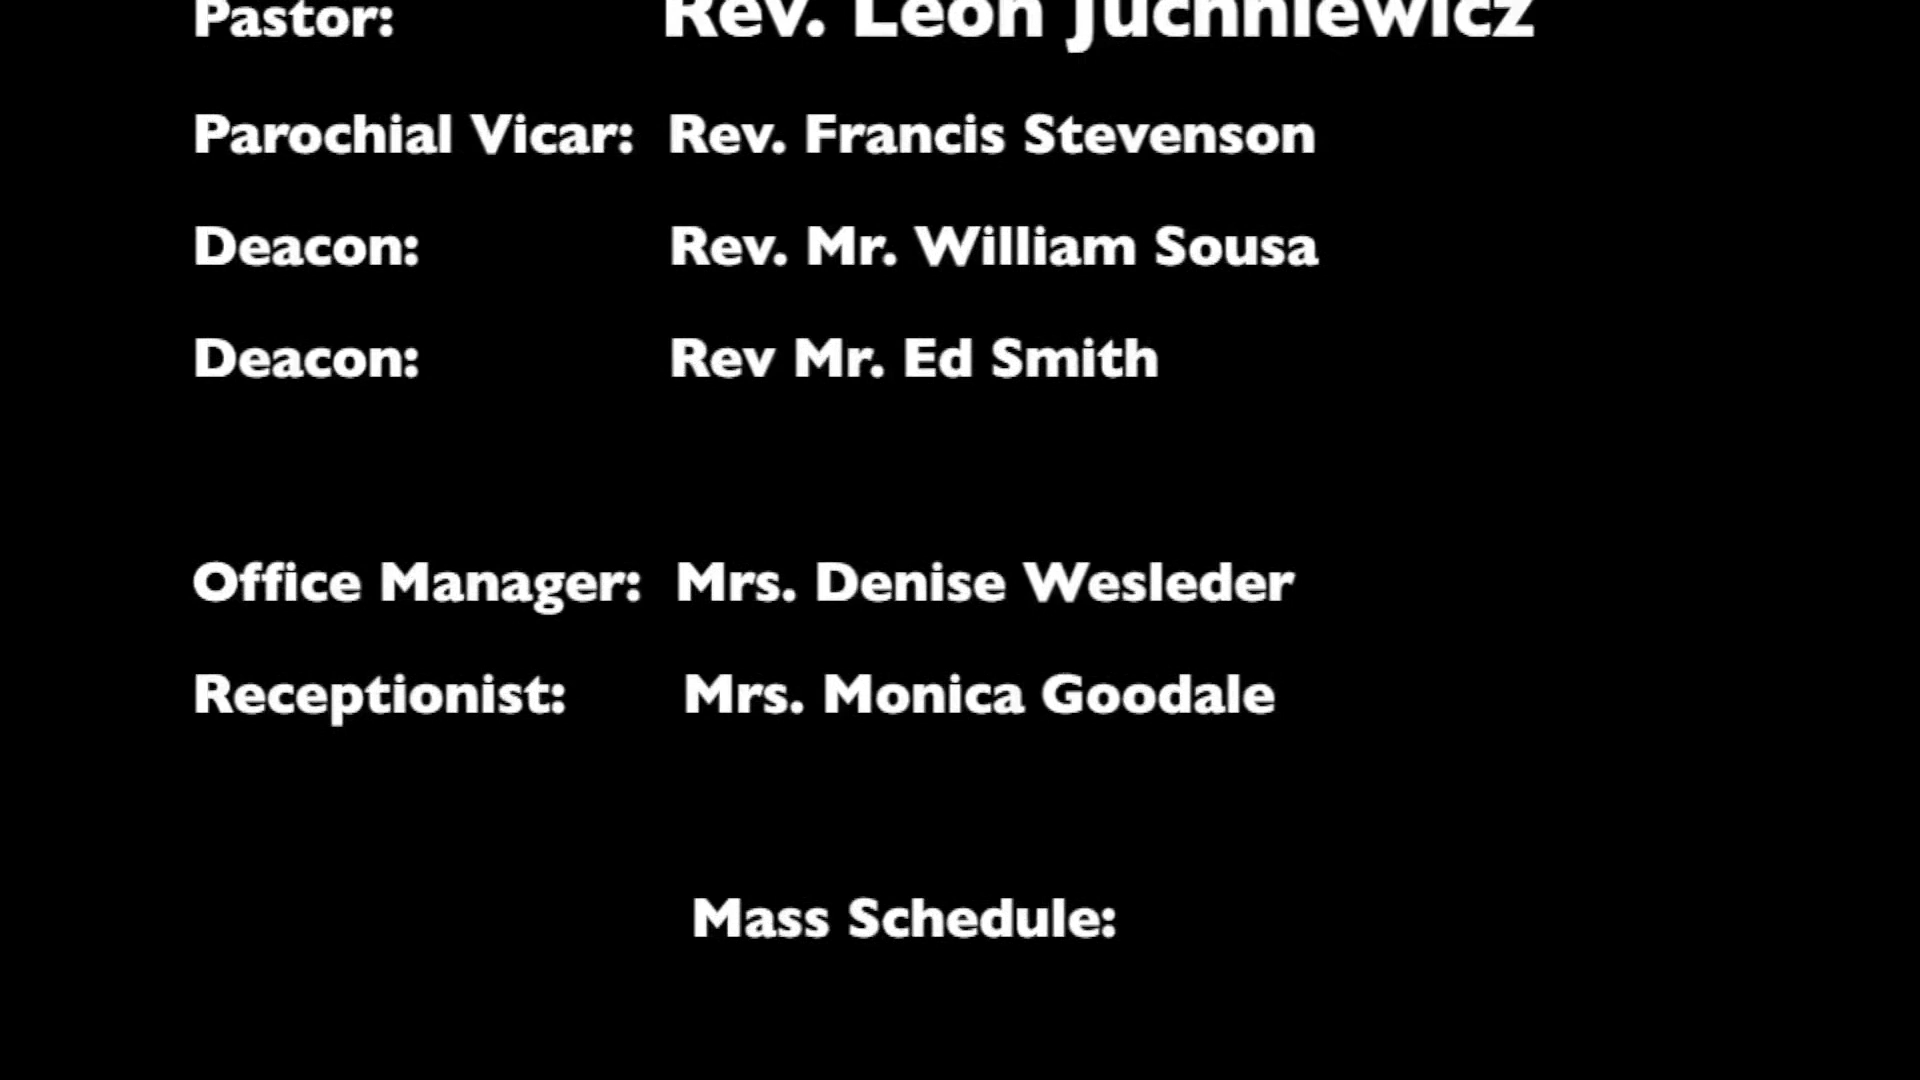 Pastor: Rev. Leon Juchniewicz
Parochial Vicar: Rev. Francis Stevenson
Deacon: Rev. Mr. William Sousa
Deacon: Rev Mr. Ed Smith
Office Manager: Mrs. Denise Wesleder
Receptionist: Mrs. Monica Goodale
Mass Schedule: